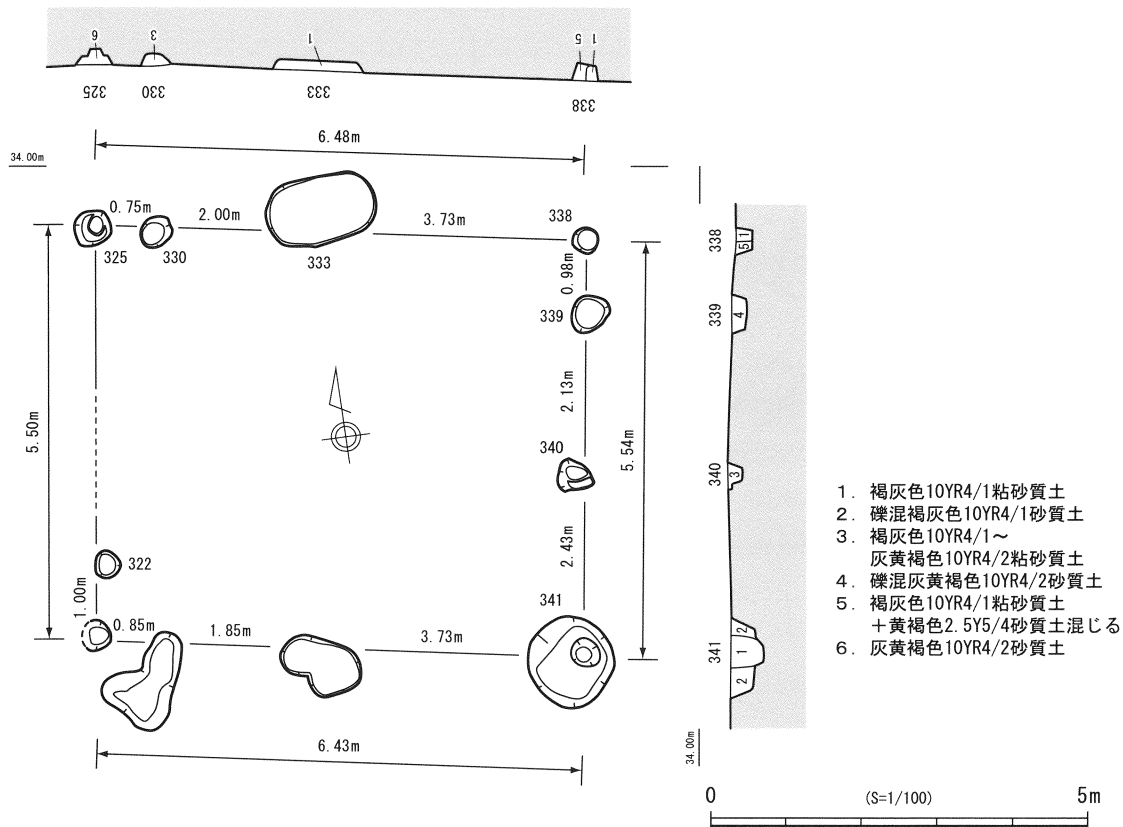 6
3
1
5
1
325
330
333
338
6.48m
34.00m
0.75m
2.00m
3.73m
338
325
330
333
0.98m
339
2.13m
5.50m
5.54m
340
2.43m
322
341
1.00m
0.85m
1.85m
3.73m
6.43m
338
5
1
339
4
340
3
341
2
1
2
34.00m
1. 褐灰色10YR4/1粘砂質土
2. 礫混褐灰色10YR4/1砂質土
3. 褐灰色10YR4/1～
灰黄褐色10YR4/2粘砂質土
4. 礫混灰黄褐色10YR4/2砂質土
5. 褐灰色10YR4/1粘砂質土
＋黄褐色2.5Y5/4砂質土混じる
6. 灰黄褐色10YR4/2砂質土
0
(S=1/100)
5m